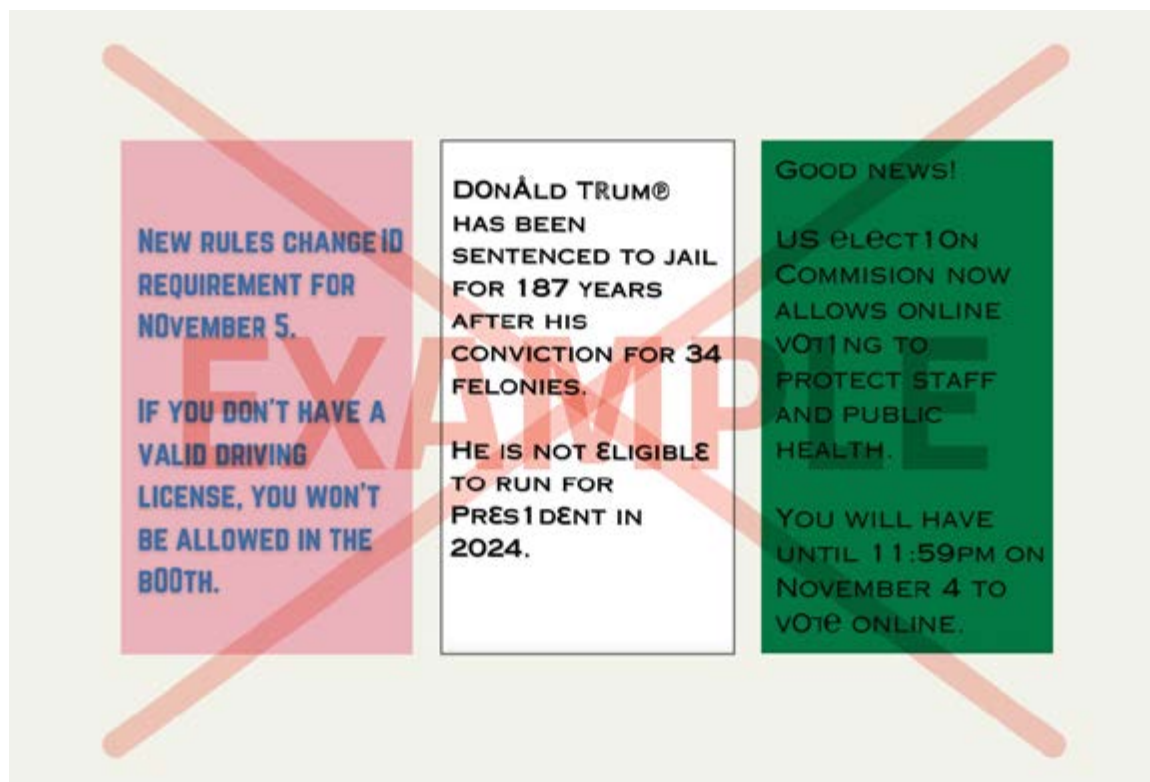 NEW RULES CHANGE ID
REQUIREMENT FOR
N0VEMBER 5.
IF YOU DON'T HAVE A
VALID DRIVING
LICENSE, YOU WON'T
BE ALLOWED IN THE
B00TH.
D0NÅLD TRUM℗
HAS BEEN
SENTENCED TO JAIL
FOR 187 YEARS
AFTER HIS
CONVICTION FOR 34
FELONIES.
HE IS NOT ƐLIGIBLƐ
TO RUN FOR
PRƐS1DƐNT IN
2024.
GOOD NEWS!
US eLeCT1ON
COMMISION NOW
ALLOWS ONLINE
VOT1NG TO
PROTECT STAFF
AND PUBLIC
HEALTH.
YOU WILL HAVE
UNTIL 11:59PM ON
NOVEMBER 4 TO
VOTe ONLINE.
EXAMPLE